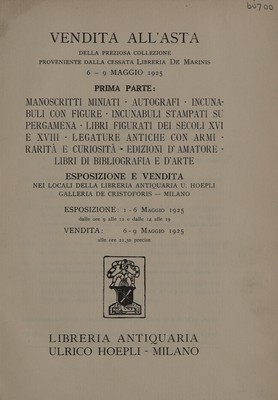 60700
VENDITA ALL'ASTA
DELLA PREZIOSA COLLEZIONE
PROVENIENTE DALLA CESSATA LIBRERIA DE MARINIS
6 – 9 MAGGIO 1925
PRIMA PARTE:
MANOSCRITTI MINIATI - AUTOGRAFI - INCUNA-
BULI CON FIGURE - INCUNABULI STAMPATI SU
PERGAMENA - LIBRI FIGURATI DEI SECOLI XVI
E XVIII - LEGATURE ANTICHE CON ARMI -
RARITÀ E CURIOSITÀ - EDIZIONI D'AMATORE -
LIBRI DI BIBLIOGRAFIA E D'ARTE
ESPOSIZIONE E VENDITA
NEI LOCALI DELLA LIBRERIA ANTIQUARIA U. HOEPLI
GALLERIA DE CRISTOFORIS — MILANO
ESPOSIZIONE: 1 - 6 MAGGIO 1925
dalle ore 9 alle 12 e dalle 14 alle 19
VENDITA: 6-9 MAGGIO 1925
alle ore precise
LIBRERIA ANTIQUARIA
ULRICO HOEPLI - MILANO